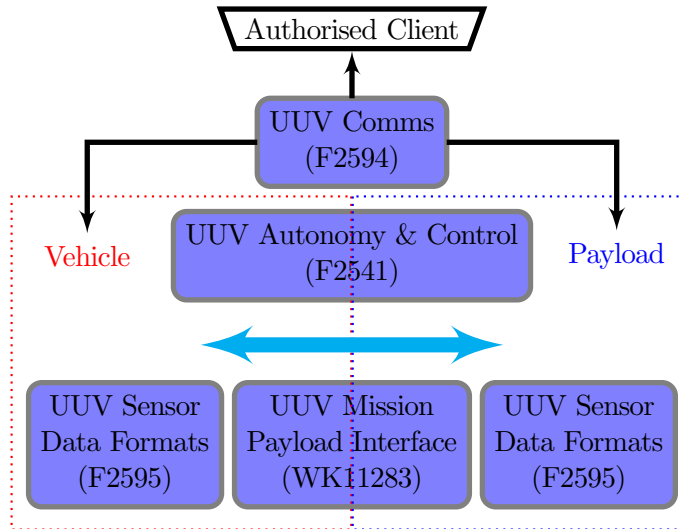 Authorised Client
UUV Comms
(F2594)
UUV Autonomy & Control
(F2541)
Vehicle
Payload
UUV Sensor
Data Formats
(F2595)
UUV Mission
Payload Interface
(WK11283)
UUV Sensor
Data Formats
(F2595)